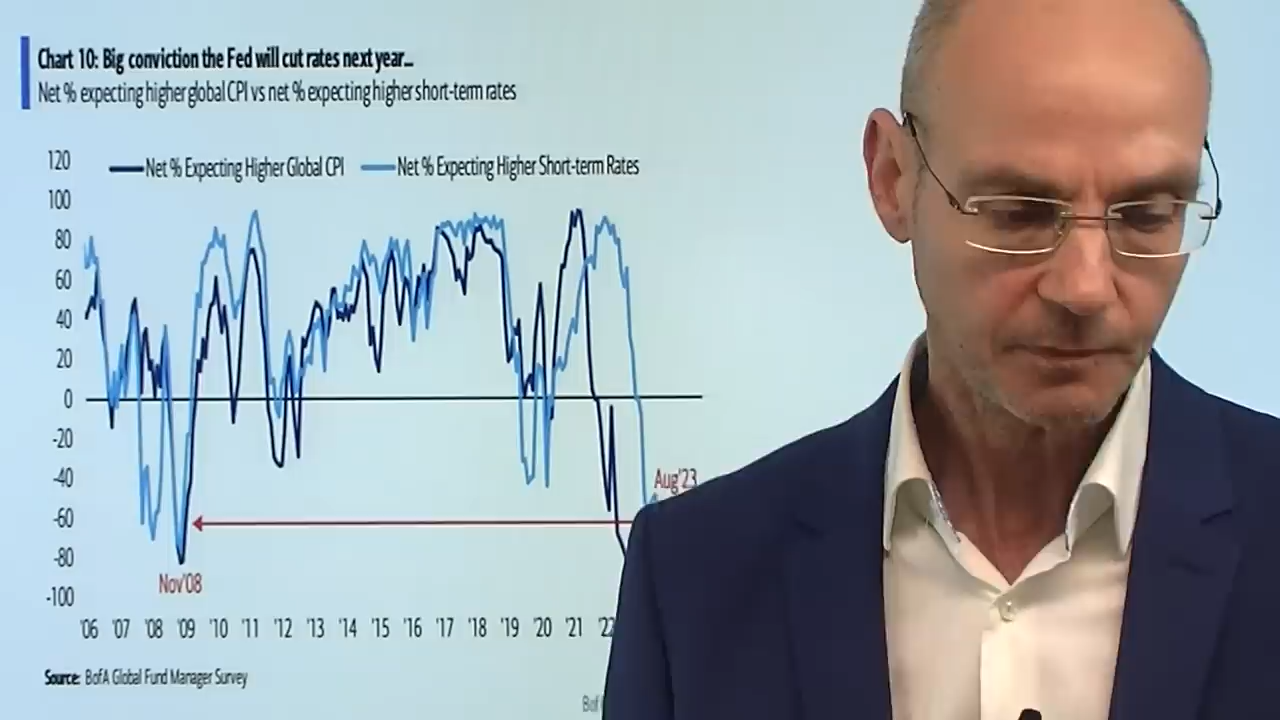 Chart 10: Big conviction the Fed will cut rates next year...
Net % expecting higher global CPI vs net % expecting higher short-term rates
120
Net % Expecting Higher Global CPI
Net % Expecting Higher Short-term Rates
100
80
60
40
20
0
-20
-40
Aug'23
-60
-80
Nov'08
-100
'06 '07 '08 '09 '10 '11 '12 '13 '14 '15 '16 '17 '18 '19 '20 '21 '22
Source: BofA Global Fund Manager Survey
BofA